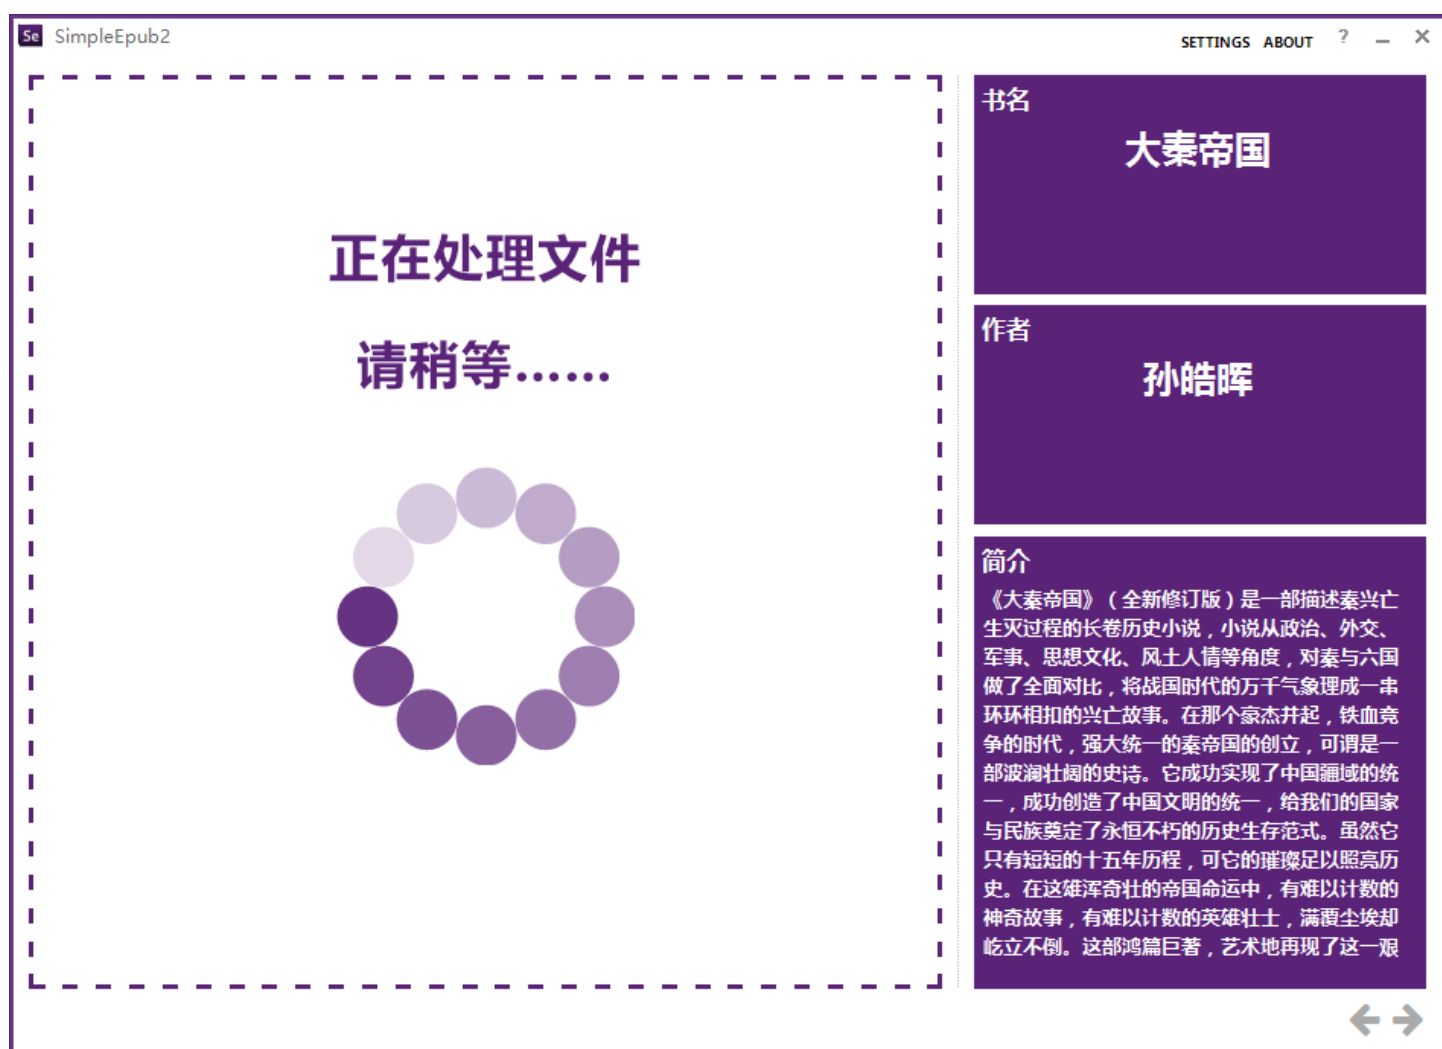 Se SimpleEpub2
SETTINGS ABOUT ?
正在处理文件
请稍等……
书名
大秦帝国
作者
孙皓晖
简介
《大秦帝国》（全新修订版）是一部描述秦兴亡
生灭过程的长卷历史小说，小说从政治、外交、
军事、思想文化、风土人情等角度，对秦与六国
做了全面对比，将战国时代的万千气象理成一串
环环相扣的兴亡故事。在那个豪杰并起，铁血竞
争的时代，强大统一的秦帝国的创立，可谓是一
部波澜壮阔的史诗。它成功实现了中国疆域的统
一，成功创造了中国文明的统一，给我们的国家
与民族奠定了永恒不朽的历史生存范式。虽然它
只有短短的十五年历程，可它的璀璨足以照亮历
史。在这雄浑奇壮的帝国命运中，有难以计数的
神奇故事，有难以计数的英雄壮士，满覆尘埃却
屹立不倒。这部鸿篇巨著，艺术地再现了这一艰